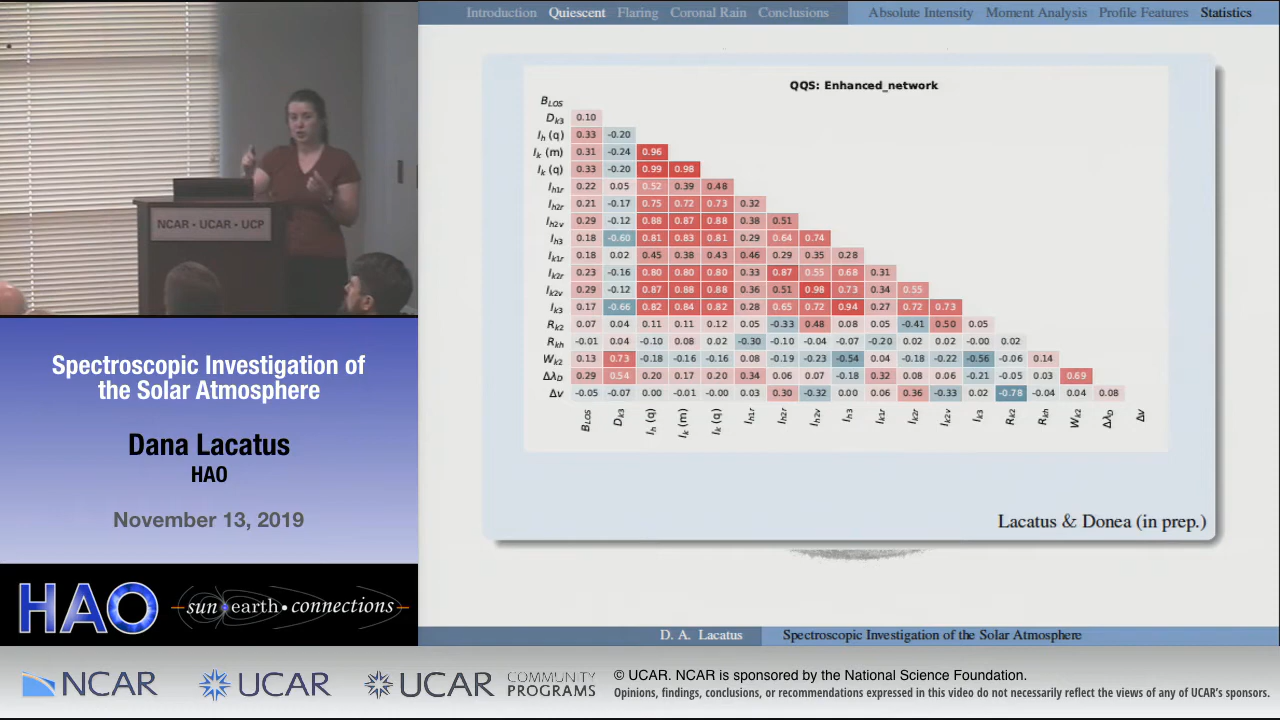 Introduction Quiescent Flaring Coronal Rain Conclusions Absolute Intensity Moment Analysis Profile Features Statistics
QQS: Enhanced_network
B_LOS
D_k3 0.10
I_h (q) 0.33 -0.20
I_k (m) 0.31 -0.24 0.96
I_k (q) 0.33 -0.20 0.99 0.98
I_h1r 0.22 0.05 0.52 0.39 0.48
I_h2r 0.21 -0.17 0.75 0.72 0.73 0.32
I_h2v 0.29 -0.12 0.88 0.87 0.88 0.38 0.51
I_h3 0.18 -0.60 0.81 0.83 0.81 0.29 0.64 0.74
I_k1r 0.18 0.02 0.45 0.38 0.43 0.46 0.29 0.35 0.28
I_k2r 0.23 -0.16 0.80 0.80 0.80 0.33 0.87 0.55 0.68 0.31
I_k2v 0.29 -0.12 0.87 0.88 0.88 0.36 0.51 0.98 0.73 0.34 0.55
I_k3 0.17 -0.66 0.82 0.84 0.82 0.28 0.65 0.72 0.94 0.27 0.72 0.73
R_k2 0.07 0.04 0.11 0.11 0.12 0.05 -0.33 0.48 0.08 0.05 -0.41 0.50 0.05
R_kh -0.01 0.04 -0.10 0.08 0.02 -0.30 -0.10 -0.04 -0.07 -0.20 0.02 0.02 -0.00 0.02
W_k2 0.13 0.73 -0.18 -0.16 -0.16 0.08 -0.19 -0.23 -0.54 0.04 -0.18 -0.22 -0.56 -0.06 0.14
Δλ_D 0.29 0.54 0.20 0.17 0.20 0.34 0.06 0.07 -0.18 0.32 0.08 0.06 -0.21 -0.05 0.03 0.69
Δv -0.05 -0.07 0.00 -0.01 -0.00 0.03 0.30 -0.32 0.00 0.06 0.36 -0.33 0.02 -0.78 -0.04 0.04 0.08
B_LOS D_k3 I_h (q) I_k (m) I_k (q) I_h1r I_h2r I_h2v I_h3 I_k1r I_k2r I_k2v I_k3 R_k2 R_kh W_k2 Δλ_D Δv
Lacatus & Donea (in prep.)
D. A. Lacatus Spectroscopic Investigation of the Solar Atmosphere
NCAR · UCAR · UCP
Spectroscopic Investigation of
the Solar Atmosphere
Dana Lacatus
HAO
November 13, 2019
HAO sun•earth•connections
NCAR UCAR UCAR COMMUNITY
PROGRAMS
© UCAR. NCAR is sponsored by the National Science Foundation.
Opinions, findings, conclusions, or recommendations expressed in this video do not necessarily reflect the views of any of UCAR's sponsors.